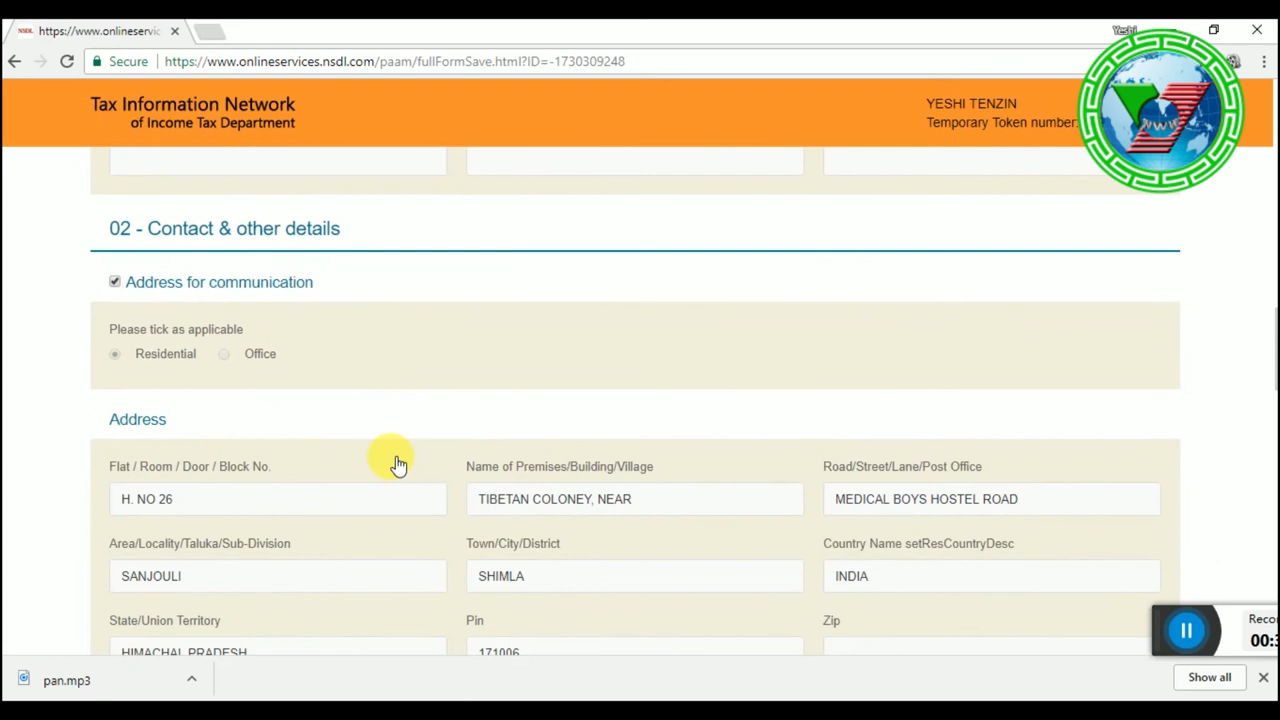 https://www.onlineservic
Yeshi
Secure https://www.onlineservices.nsdl.com/paam/fullFormSave.html?ID=-1730309248
Tax Information Network
of Income Tax Department
YESHI TENZIN
Temporary Token number:
WWW
02 - Contact & other details
Address for communication
Please tick as applicable
Residential Office
Address
Flat / Room / Door / Block No. Name of Premises/Building/Village Road/Street/Lane/Post Office
H. NO 26 TIBETAN COLONEY, NEAR MEDICAL BOYS HOSTEL ROAD
Area/Locality/Taluka/Sub-Division Town/City/District Country Name setResCountryDesc
SANJOULI SHIMLA INDIA
State/Union Territory Pin Zip
HIMACHAL PRADESH 171006
Reco
00:
pan.mp3 Show all